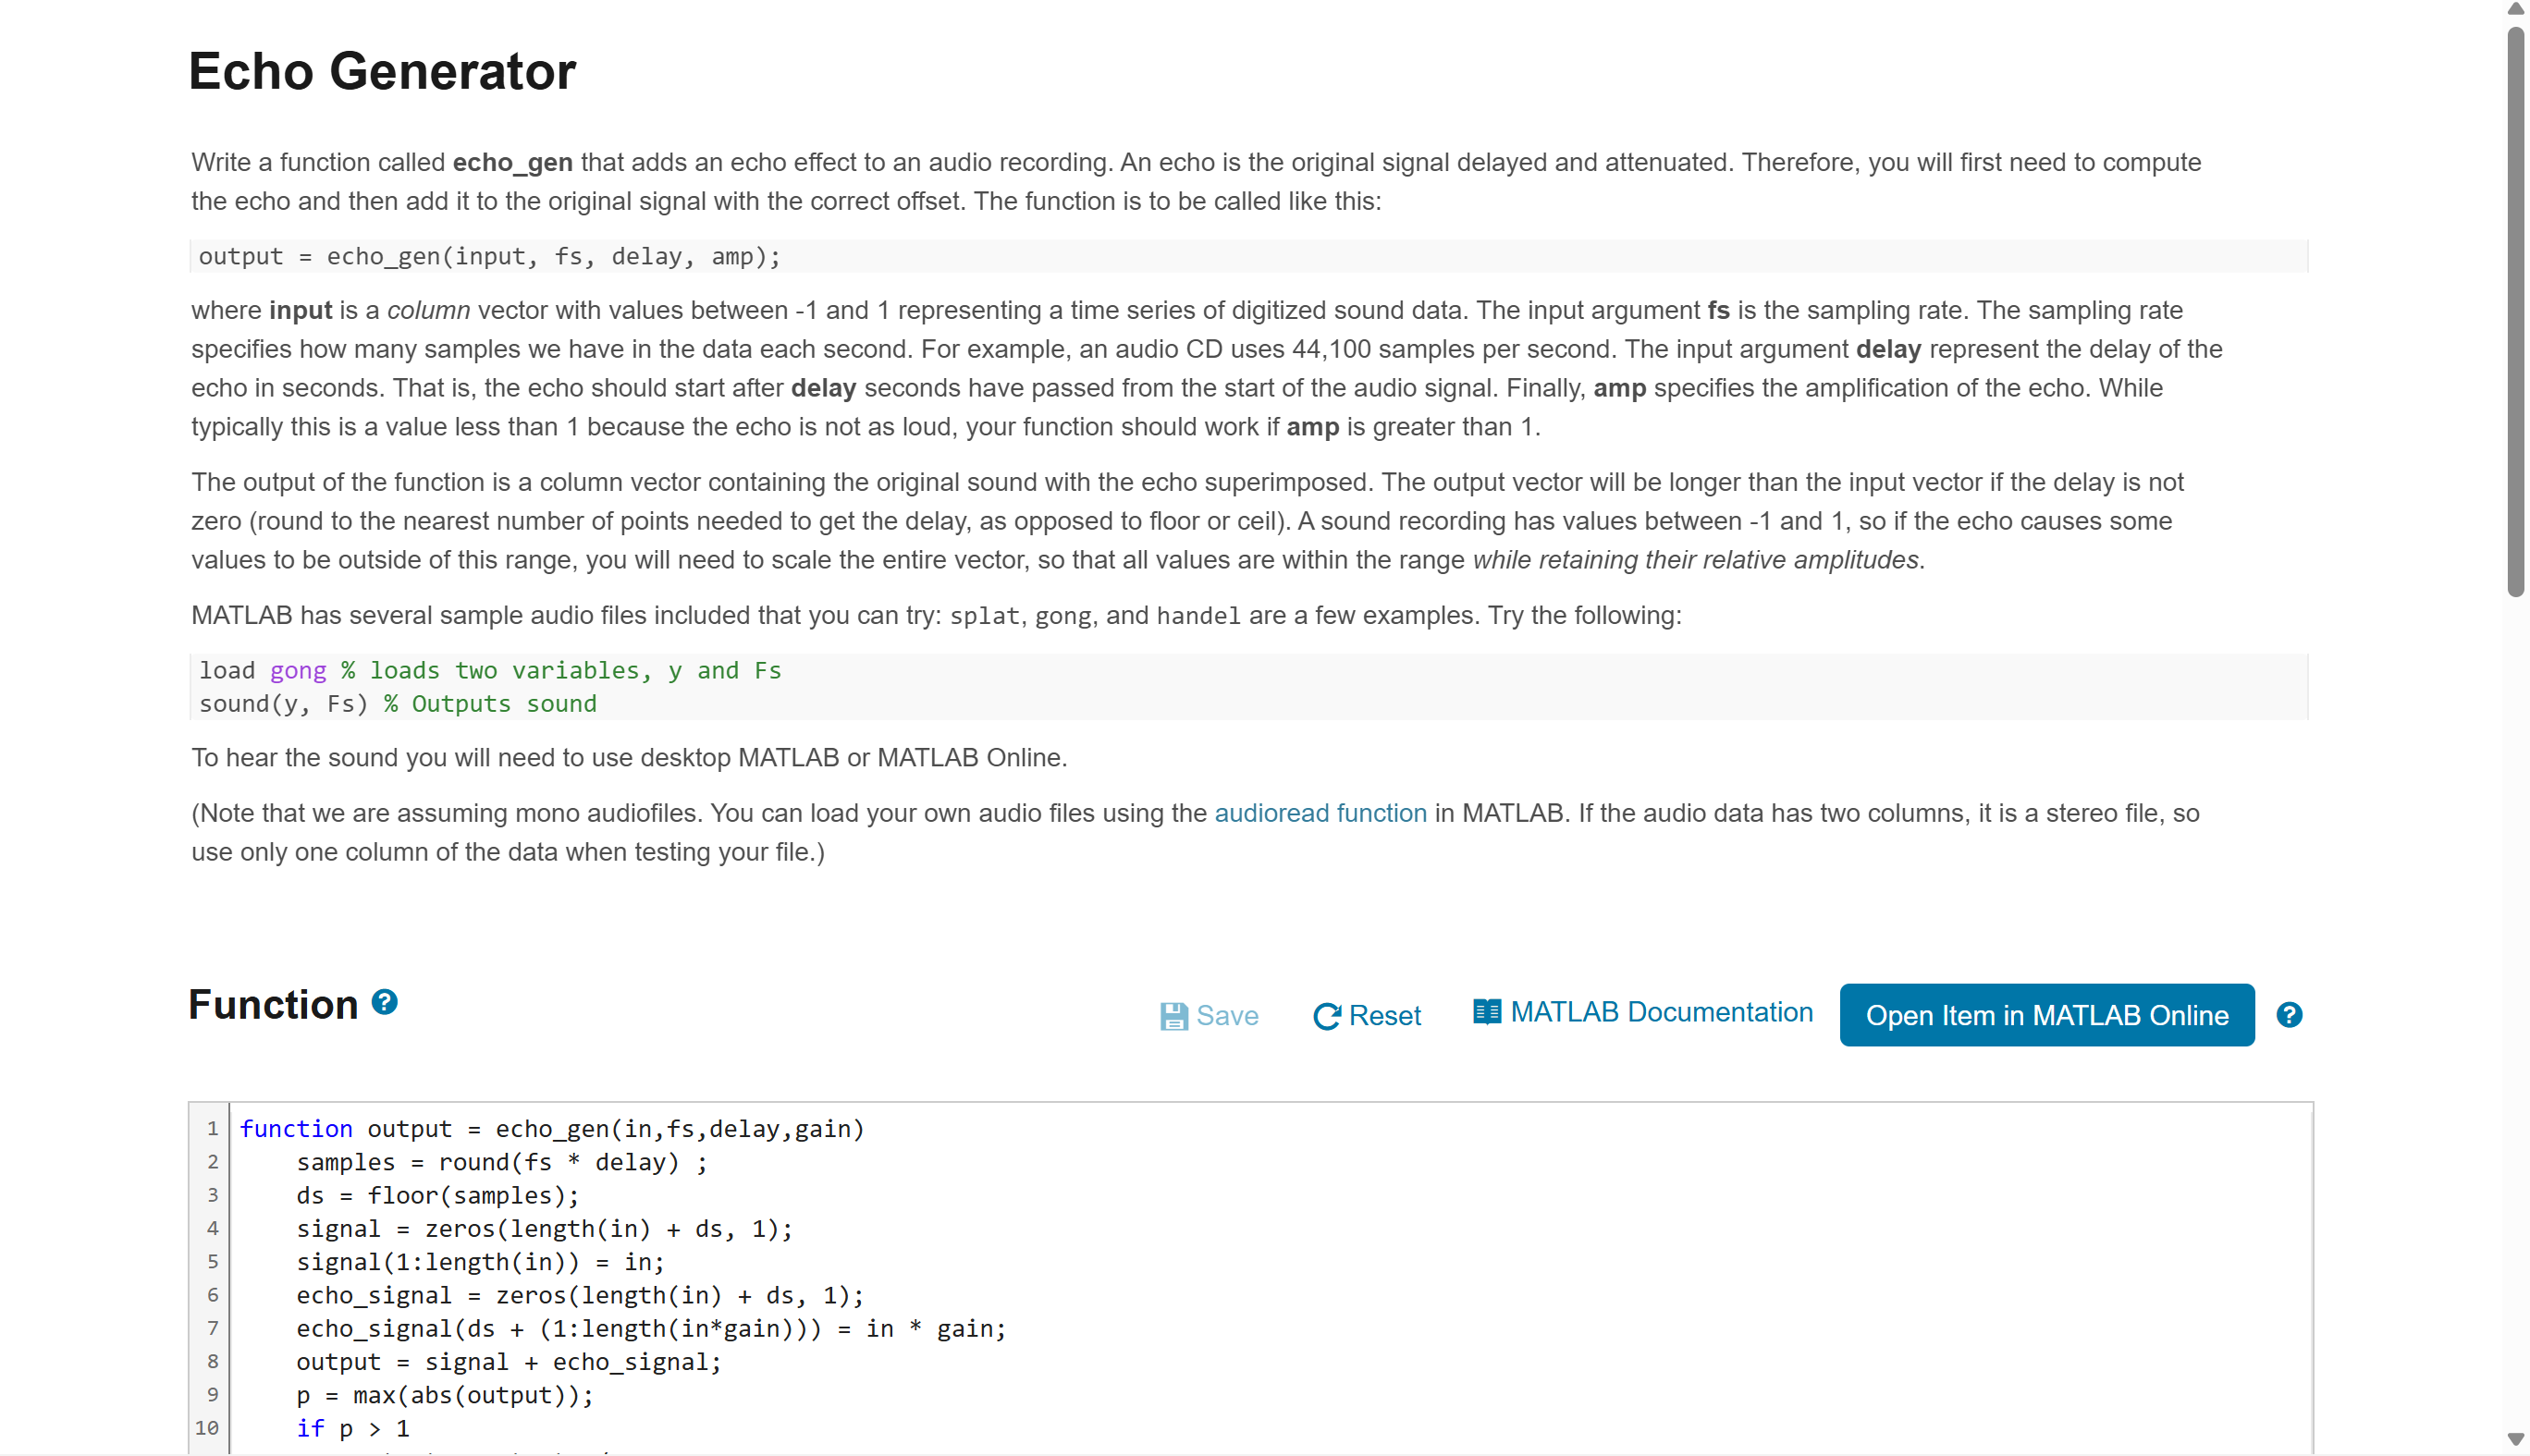 Echo Generator
Write a function called echo_gen that adds an echo effect to an audio recording. An echo is the original signal delayed and attenuated. Therefore, you will first need to compute
the echo and then add it to the original signal with the correct offset. The function is to be called like this:
output = echo_gen(input, fs, delay, amp);
where input is a column vector with values between -1 and 1 representing a time series of digitized sound data. The input argument fs is the sampling rate. The sampling rate
specifies how many samples we have in the data each second. For example, an audio CD uses 44,100 samples per second. The input argument delay represent the delay of the
echo in seconds. That is, the echo should start after delay seconds have passed from the start of the audio signal. Finally, amp specifies the amplification of the echo. While
typically this is a value less than 1 because the echo is not as loud, your function should work if amp is greater than 1.
The output of the function is a column vector containing the original sound with the echo superimposed. The output vector will be longer than the input vector if the delay is not
zero (round to the nearest number of points needed to get the delay, as opposed to floor or ceil). A sound recording has values between -1 and 1, so if the echo causes some
values to be outside of this range, you will need to scale the entire vector, so that all values are within the range while retaining their relative amplitudes.
MATLAB has several sample audio files included that you can try: splat, gong, and handel are a few examples. Try the following:
load gong % loads two variables, y and Fs
sound(y, Fs) % Outputs sound
To hear the sound you will need to use desktop MATLAB or MATLAB Online.
(Note that we are assuming mono audiofiles. You can load your own audio files using the audioread function in MATLAB. If the audio data has two columns, it is a stereo file, so
use only one column of the data when testing your file.)
Function ?
Save Reset MATLAB Documentation Open Item in MATLAB Online ?
1 function output = echo_gen(in,fs,delay,gain)
2 samples = round(fs * delay) ;
3 ds = floor(samples);
4 signal = zeros(length(in) + ds, 1);
5 signal(1:length(in)) = in;
6 echo_signal = zeros(length(in) + ds, 1);
7 echo_signal(ds + (1:length(in*gain))) = in * gain;
8 output = signal + echo_signal;
9 p = max(abs(output));
10 if p > 1